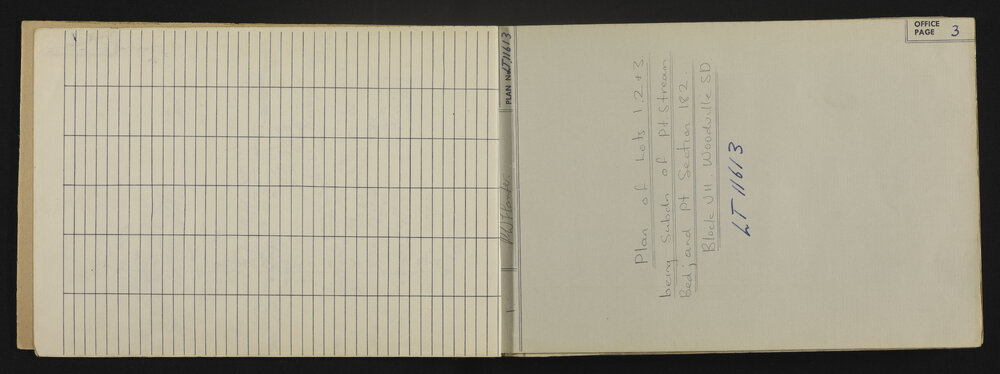 PLAN No. LT 11613
OFFICE
PAGE 3
Plan of Lots 1, 2 + 3
being Subdn of Pt. Stream
Bed; and Pt Section 182.
Block VII. Woodville SD
LT 11613